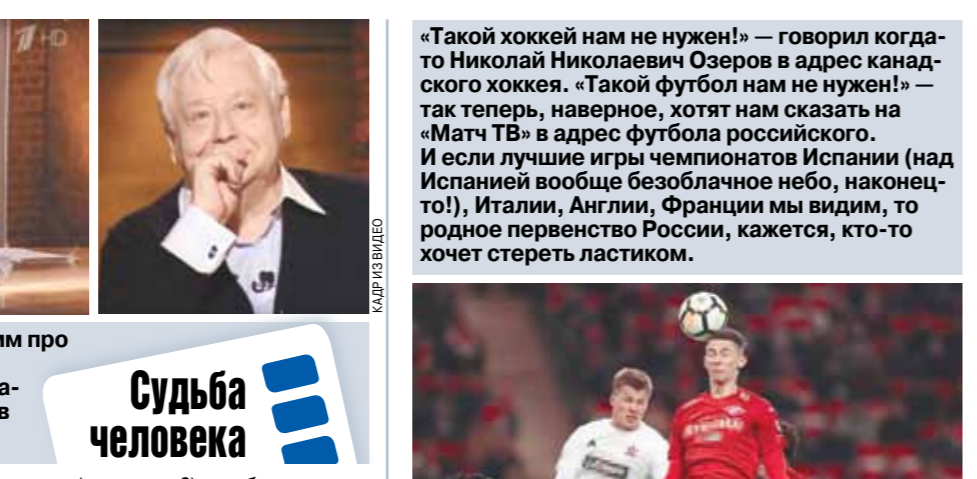 HD
КАДР ИЗ ВИДЕО
им про
а-
в
Судьба
человека
«Такой хоккей нам не нужен!» — говорил когда-
то Николай Николаевич Озеров в адрес канад-
ского хоккея. «Такой футбол нам не нужен!» —
так теперь, наверное, хотят нам сказать на
«Матч ТВ» в адрес футбола российского.
И если лучшие игры чемпионатов Испании (над
Испанией вообще безоблачное небо, наконец-
то!), Италии, Англии, Франции мы видим, то
родное первенство России, кажется, кто-то
хочет стереть ластиком.